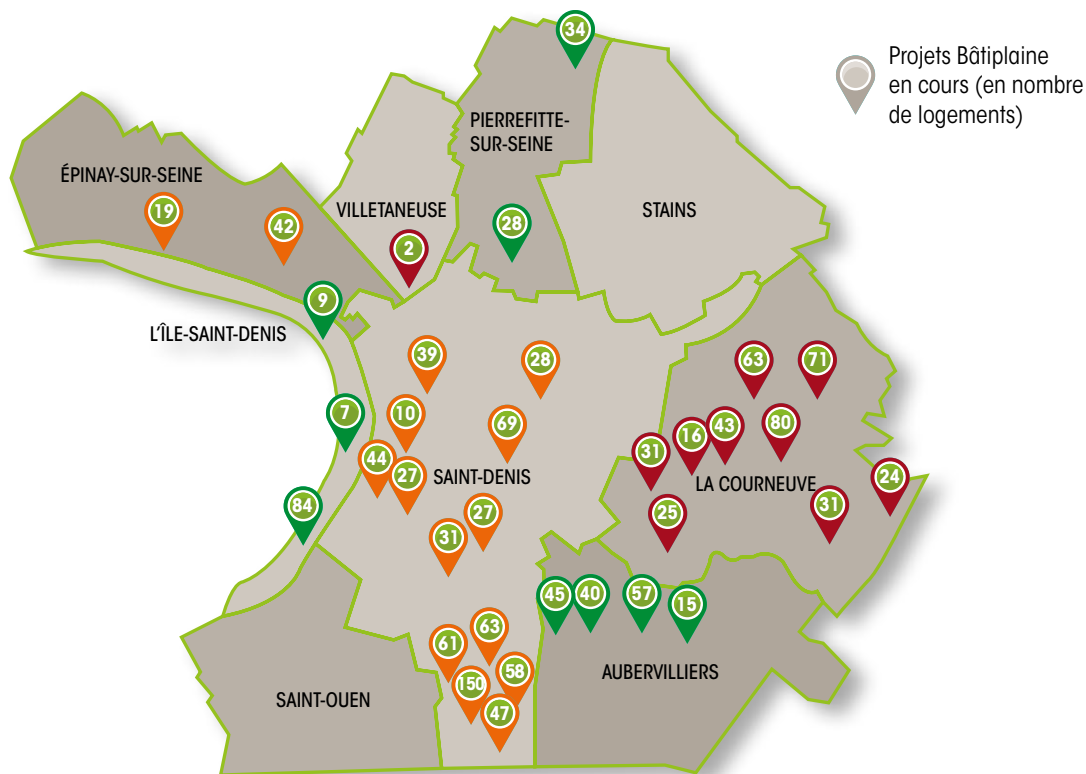 34
Projets Bâtiplaine
en cours (en nombre
de logements)
PIERREFITTE-
SUR-SEINE
ÉPINAY-SUR-SEINE
19
42
VILLETANEUSE
2
28
STAINS
9
L'ÎLE-SAINT-DENIS
39
28
63
71
7
10
69
31
16
43
80
44
27
SAINT-DENIS
LA COURNEUVE
24
84
31
27
25
31
45
40
57
15
61
63
150
58
47
AUBERVILLIERS
SAINT-OUEN